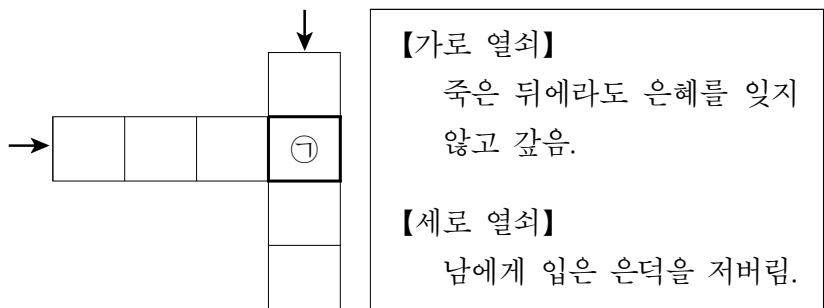 ㉠
【가로 열쇠】
죽은 뒤에라도 은혜를 잊지
않고 갚음.
【세로 열쇠】
남에게 입은 은덕을 저버림.